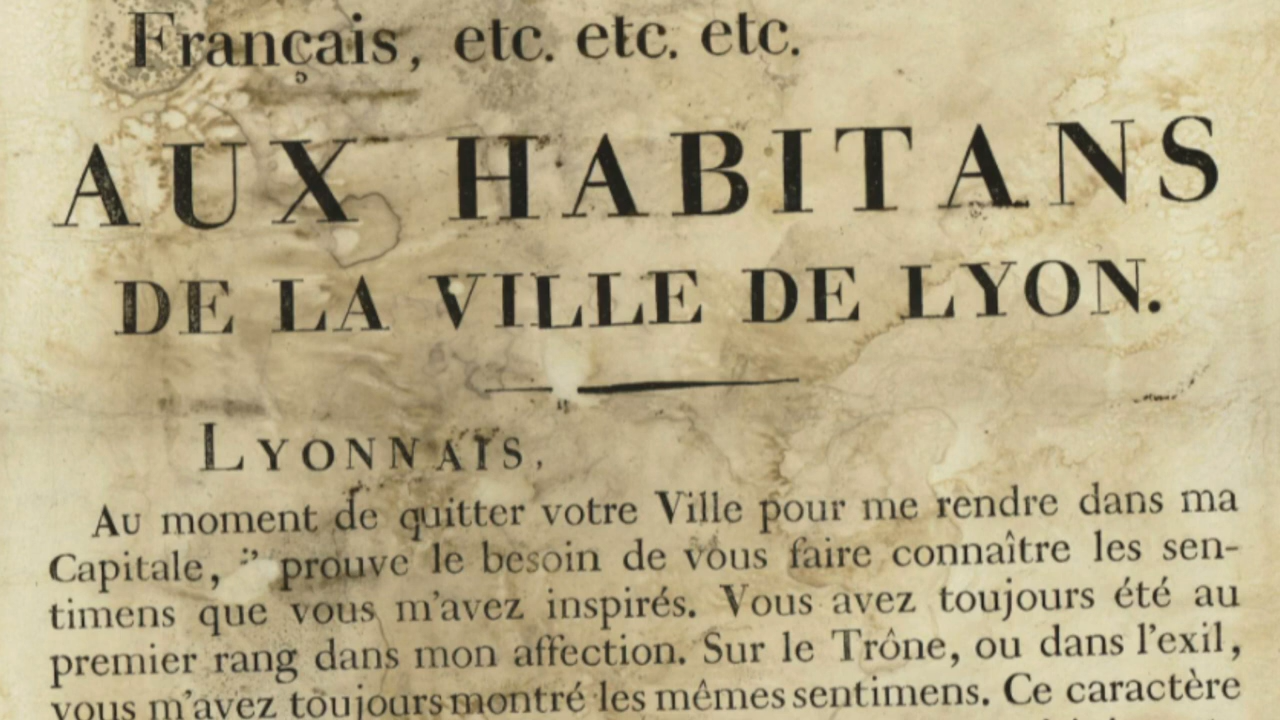 Français, etc. etc. etc.
AUX HABITANS
DE LA VILLE DE LYON.
LYONNAIS,
Au moment de quitter votre Ville pour me rendre dans ma
Capitale, prouve le besoin de vous faire connaître les sen-
timens que vous m'avez inspirés. Vous avez toujours été au
premier rang dans mon affection. Sur le Trône, ou dans l'exil,
vous m'avez toujours montré les mêmes sentimens. Ce caractère